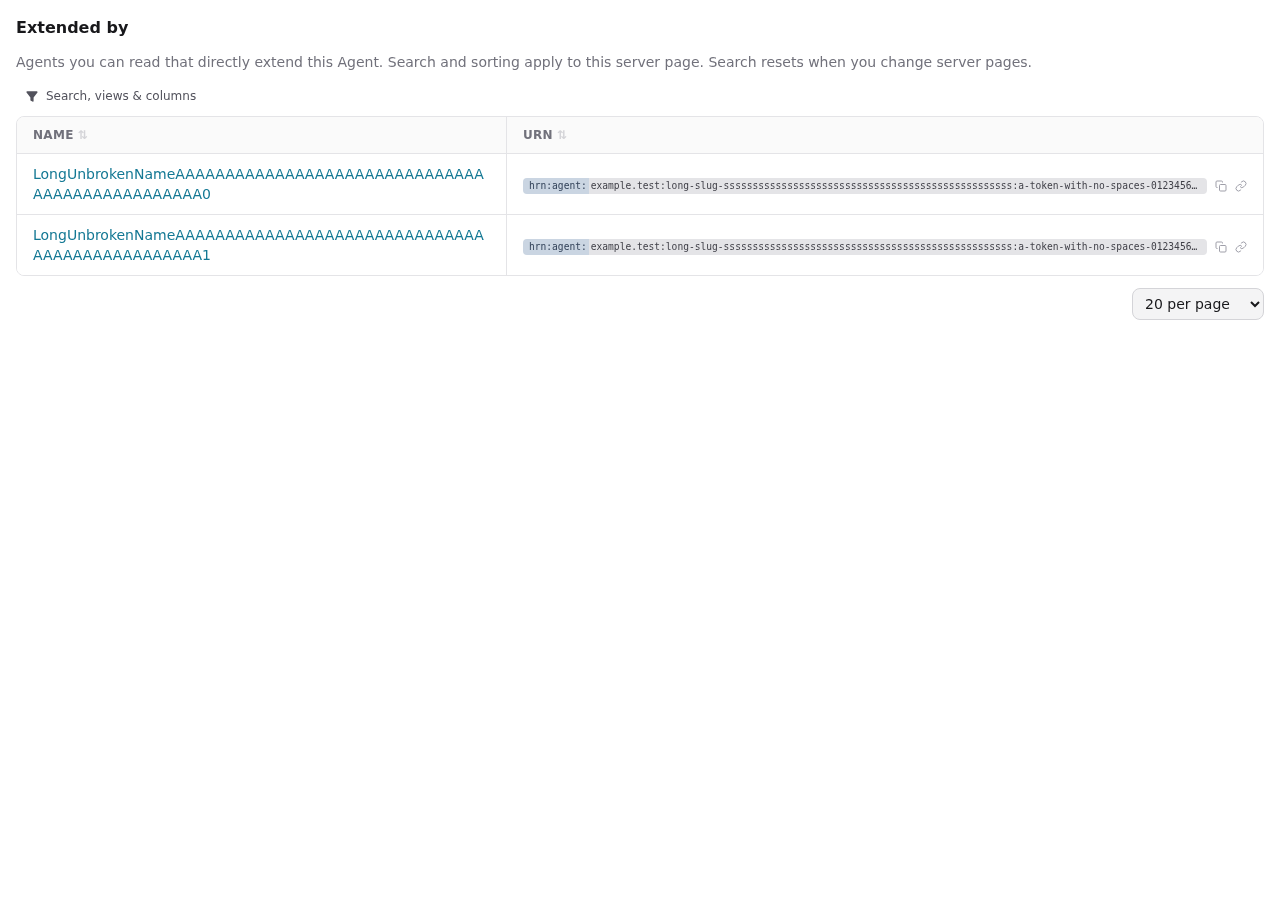 Extended by
Agents you can read that directly extend this Agent. Search and sorting apply to this server page. Search resets when you change server pages.
Search, views & columns
NAME ⇅ URN ⇅
LongUnbrokenNameAAAAAAAAAAAAAAAAAAAAAAAAAAAAAAA
AAAAAAAAAAAAAAAAA0
hrn:agent: example.test:long-slug-ssssssssssssssssssssssssssssssssssssssssssssssssss:a-token-with-no-spaces-0123456…
LongUnbrokenNameAAAAAAAAAAAAAAAAAAAAAAAAAAAAAAA
AAAAAAAAAAAAAAAAA1
hrn:agent: example.test:long-slug-ssssssssssssssssssssssssssssssssssssssssssssssssss:a-token-with-no-spaces-0123456…
20 per page